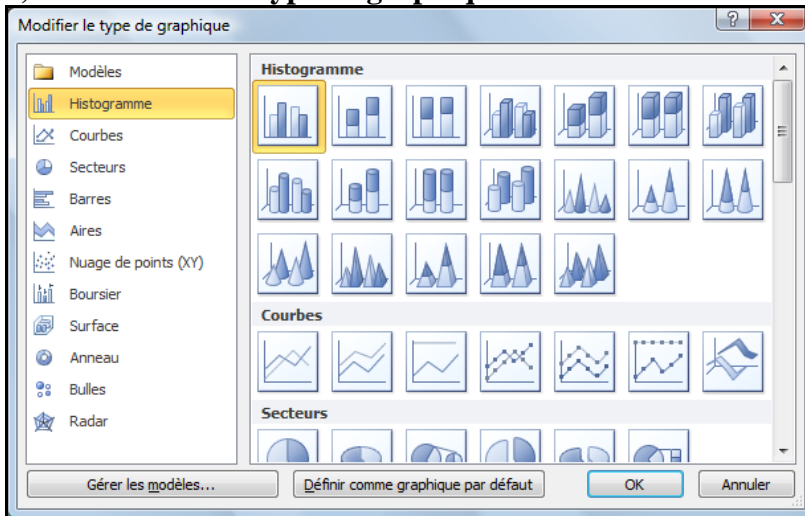 Modifier le type de graphique
Modèles
Histogramme
Courbes
Secteurs
Barres
Aires
Nuage de points (XY)
Boursier
Surface
Anneau
Bulles
Radar
Histogramme
Courbes
Secteurs
Gérer les modèles...
Définir comme graphique par défaut
OK
Annuler